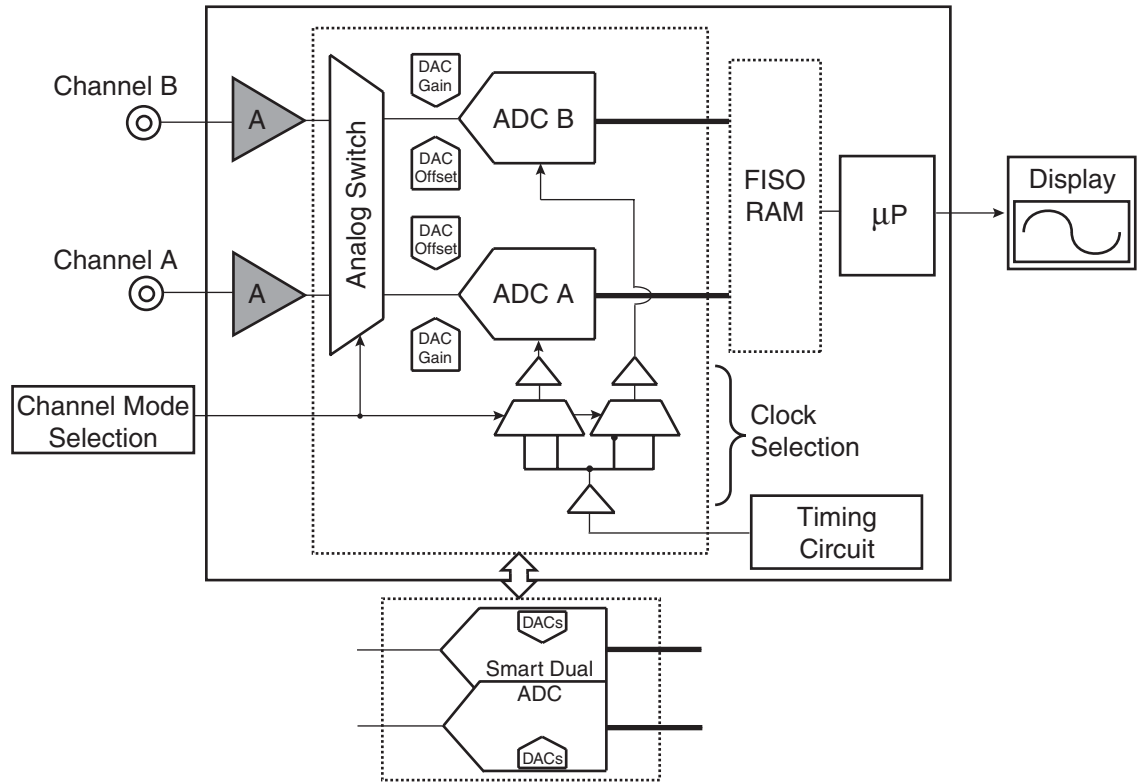 Channel B
A
Analog Switch
DAC
Gain
ADC B
DAC
Offset
FISO
RAM
μP
Display
Channel A
A
DAC
Offset
ADC A
DAC
Gain
Channel Mode
Selection
Clock
Selection
Timing
Circuit
DACs
Smart Dual
ADC
DACs